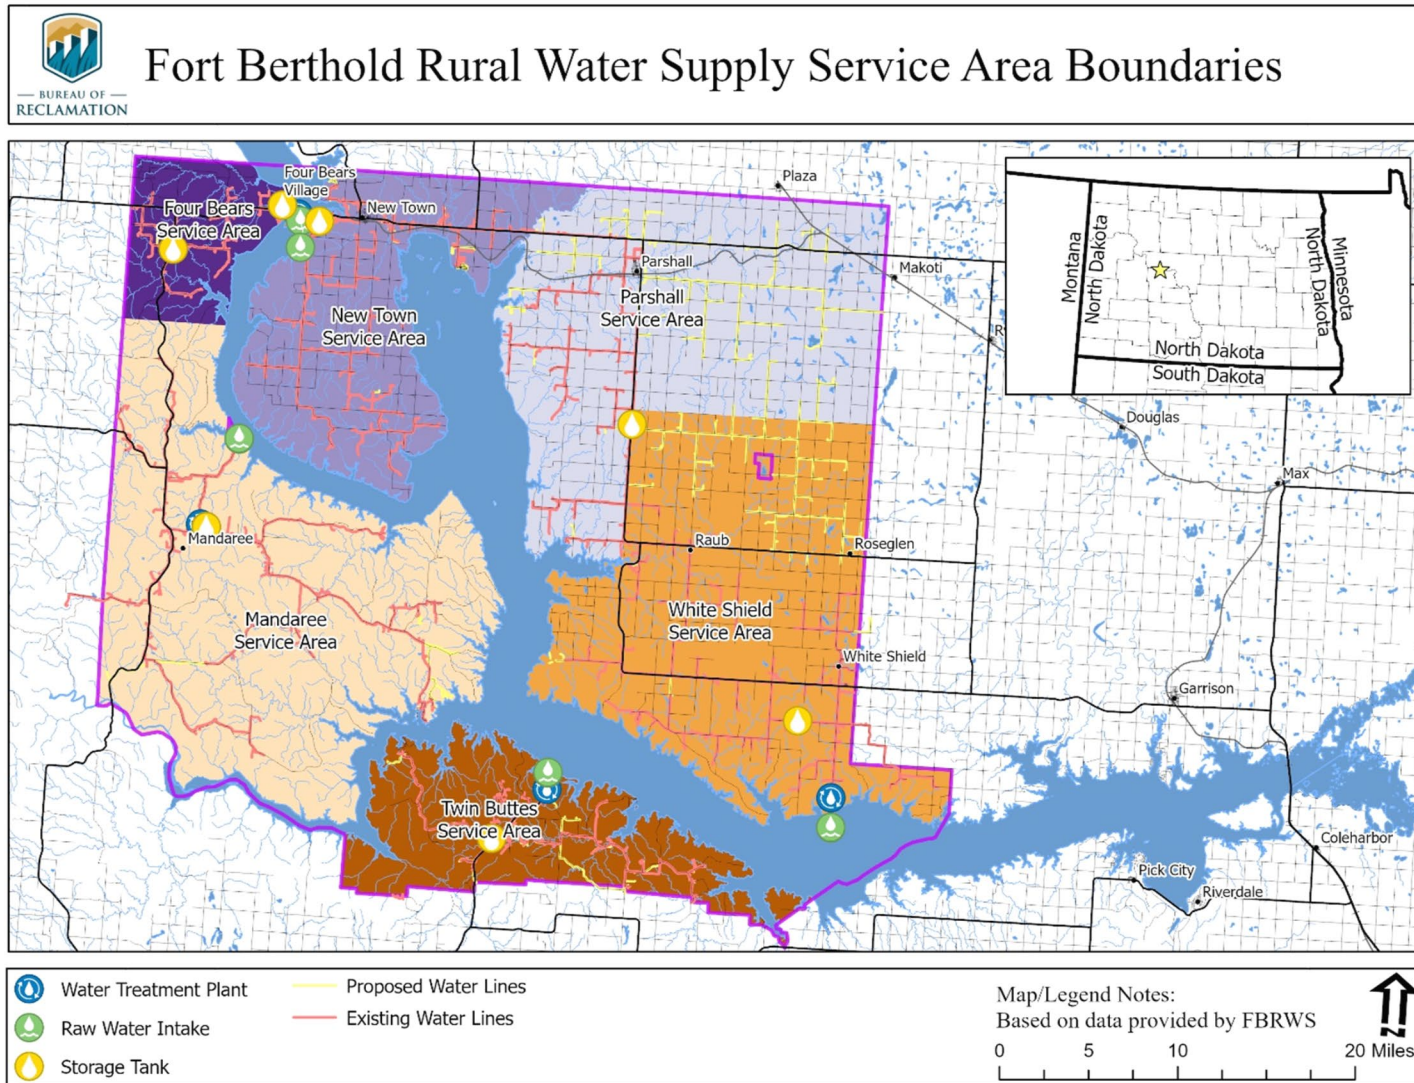 BUREAU OF
RECLAMATION
Fort Berthold Rural Water Supply Service Area Boundaries
Four Bears
Village
Plaza
Four Bears
Service Area
New Town
Parshall
Makoti
Parshall
Service Area
New Town
Service Area
R
Montana
North Dakota
North Dakota
Minnesota
North Dakota
South Dakota
Douglas
Max
Mandaree
Raub
Roseglen
Mandaree
Service Area
White Shield
Service Area
White Shield
Garrison
Twin Buttes
Service Area
Coleharbor
Pick City
Riverdale
Water Treatment Plant
Raw Water Intake
Storage Tank
Proposed Water Lines
Existing Water Lines
Map/Legend Notes:
Based on data provided by FBRWS
0 5 10 20 Miles
N